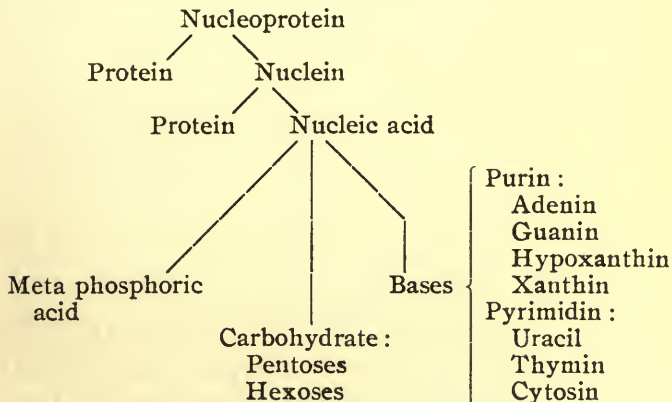 Nucleoprotein
Protein Nuclein
Protein Nucleic acid
Meta phosphoric
acid
Carbohydrate :
Pentoses
Hexoses
Bases
Purin :
Adenin
Guanin
Hypoxanthin
Xanthin
Pyrimidin :
Uracil
Thymin
Cytosin